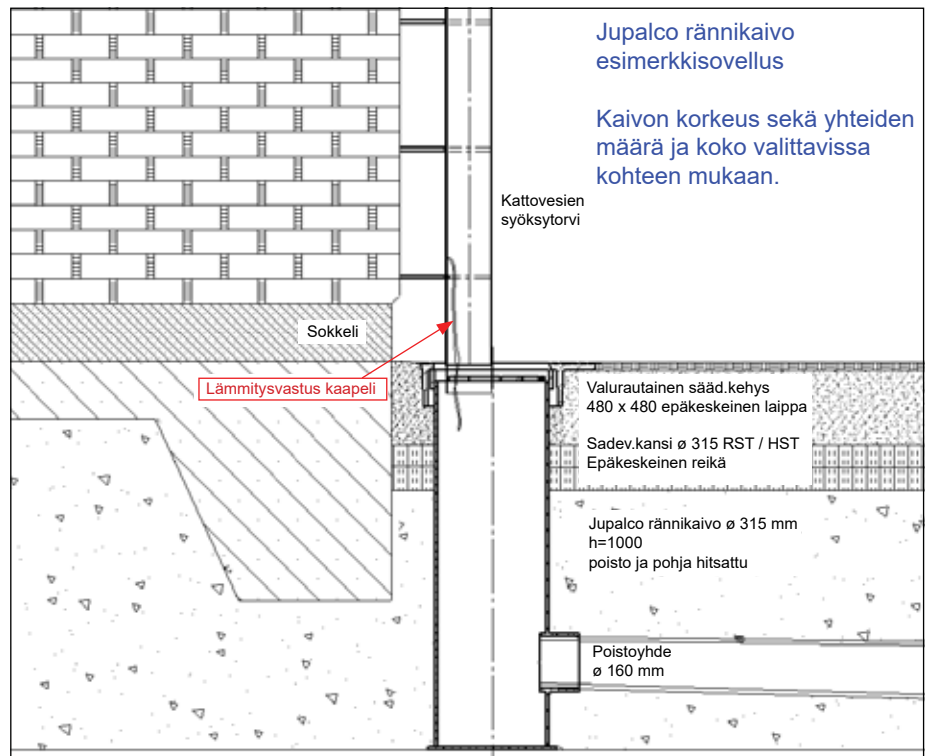 Jupalco rännikaivo
esimerkkisovellus
Kaivon korkeus sekä yhteiden
määrä ja koko valittavissa
kohteen mukaan.
Kattovesien
syöksytorvi
Sokkeli
Lämmitysvastus kaapeli
Valurautainen sääd.kehys
480 x 480 epäkeskeinen laippa
Sadev.kansi ø 315 RST / HST
Epäkeskeinen reikä
Jupalco rännikaivo ø 315 mm
h=1000
poisto ja pohja hitsattu
Poistoyhde
ø 160 mm